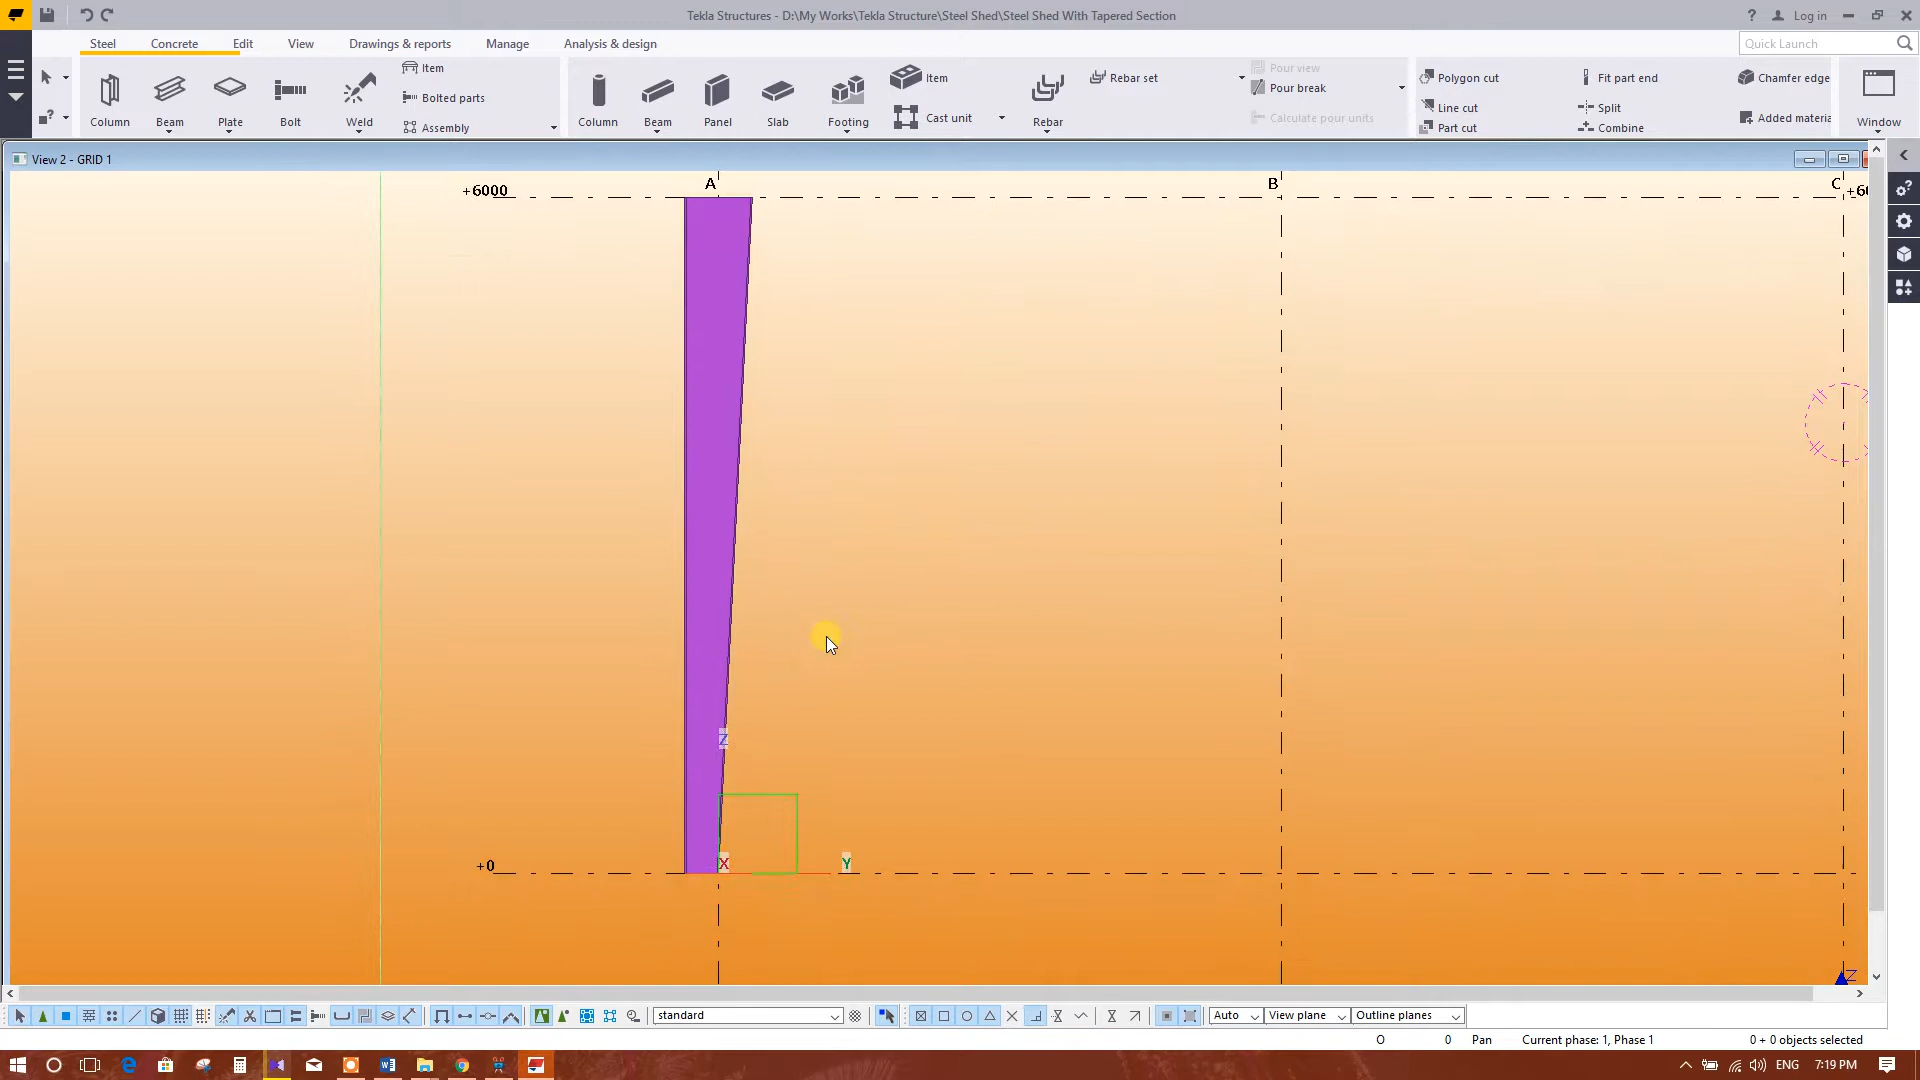 Tekla Structures - D:\My Works\Tekla Structure\Steel Shed\Steel Shed With Tapered Section
? Log in
Steel Concrete Edit View Drawings & reports Manage Analysis & design
Quick Launch
Column Beam Plate Bolt Weld
Item
Bolted parts
Assembly
Column Beam Panel Slab Footing
Item
Cast unit
Rebar
Rebar set
Pour view
Pour break
Calculate pour units
Polygon cut
Line cut
Part cut
Fit part end
Split
Combine
Chamfer edge
Added materia
Window
View 2 - GRID 1
+6000 A B C +60
Z
X Y
+0
Z
standard
Auto View plane Outline planes
O 0 Pan Current phase: 1, Phase 1 0 + 0 objects selected
ENG 7:19 PM